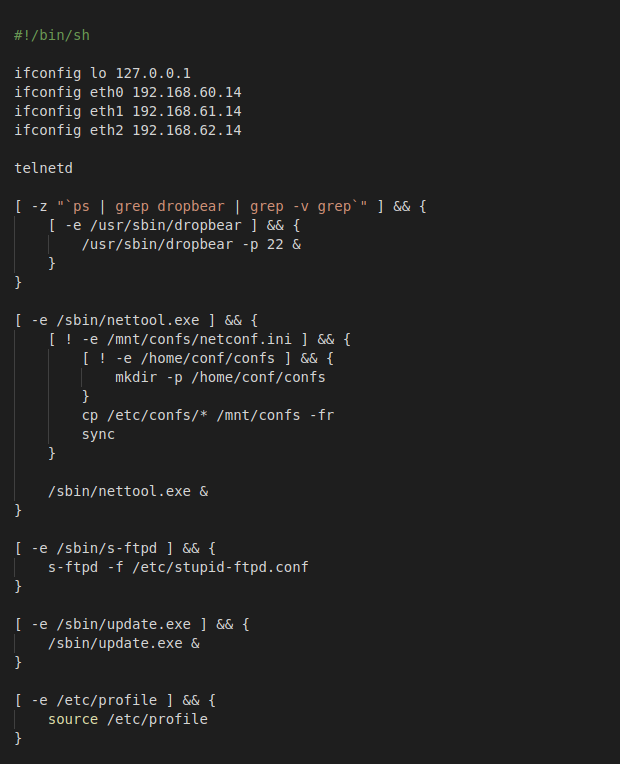 #!/bin/sh
ifconfig lo 127.0.0.1
ifconfig eth0 192.168.60.14
ifconfig eth1 192.168.61.14
ifconfig eth2 192.168.62.14
telnetd
[ -z "`ps | grep dropbear | grep -v grep`" ] && {
    [ -e /usr/sbin/dropbear ] && {
        /usr/sbin/dropbear -p 22 &
    }
}
[ -e /sbin/nettool.exe ] && {
    [ ! -e /mnt/confs/netconf.ini ] && {
        [ ! -e /home/conf/confs ] && {
            mkdir -p /home/conf/confs
        }
        cp /etc/confs/* /mnt/confs -fr
        sync
    }
    /sbin/nettool.exe &
}
[ -e /sbin/s-ftpd ] && {
    s-ftpd -f /etc/stupid-ftpd.conf
}
[ -e /sbin/update.exe ] && {
    /sbin/update.exe &
}
[ -e /etc/profile ] && {
    source /etc/profile
}